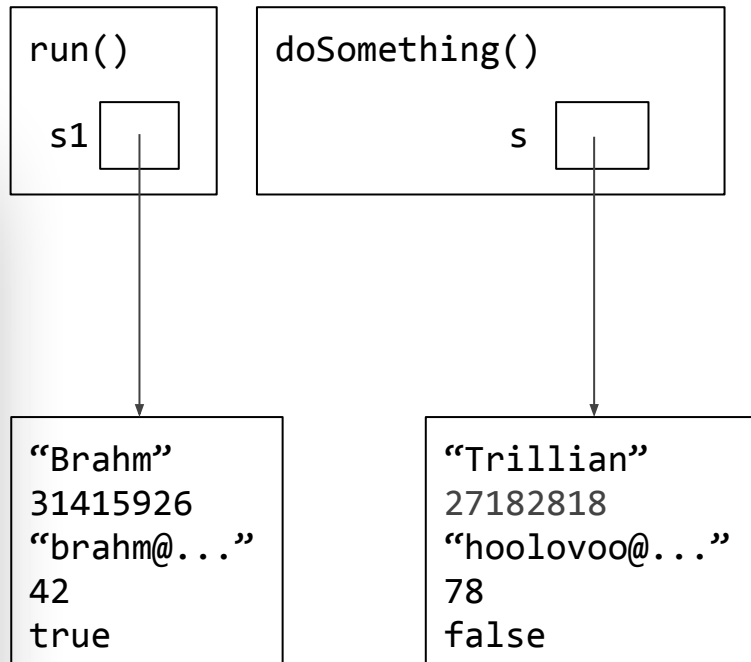 run()
s1
doSomething()
s
“Brahm”
31415926
“brahm@...”
42
true
“Trillian”
27182818
“hoolovoo@...”
78
false